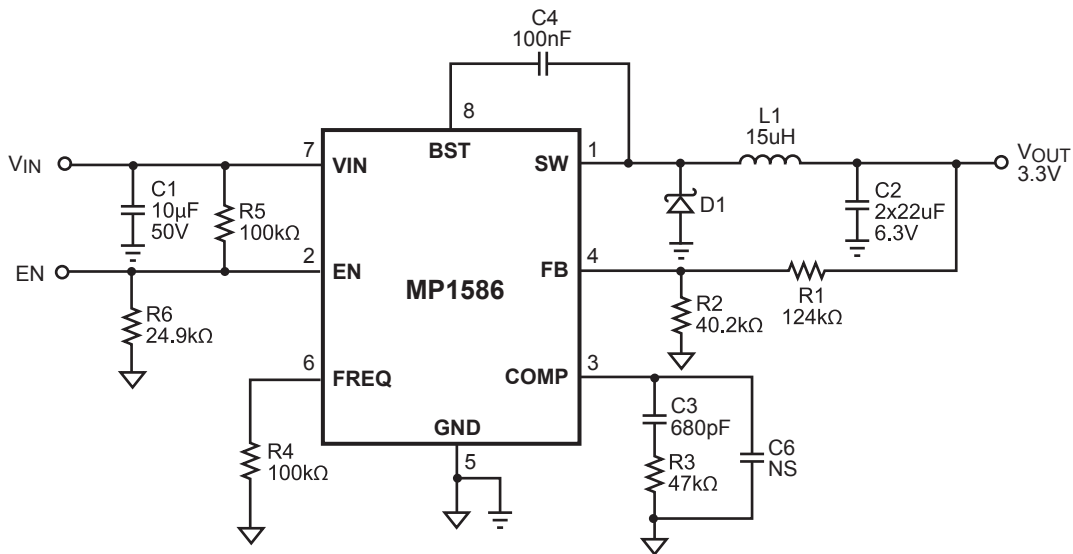 C4
100nF
8
L1
15uH
7
VIN
BST
SW
1
VIN
VOUT
3.3V
C1
10µF
50V
R5
100kΩ
D1
C2
2x22uF
6.3V
EN
2
EN
MP1586
FB
4
R1
124kΩ
R6
24.9kΩ
R2
40.2kΩ
6
FREQ
COMP
3
C3
680pF
GND
R4
100kΩ
5
R3
47kΩ
C6
NS